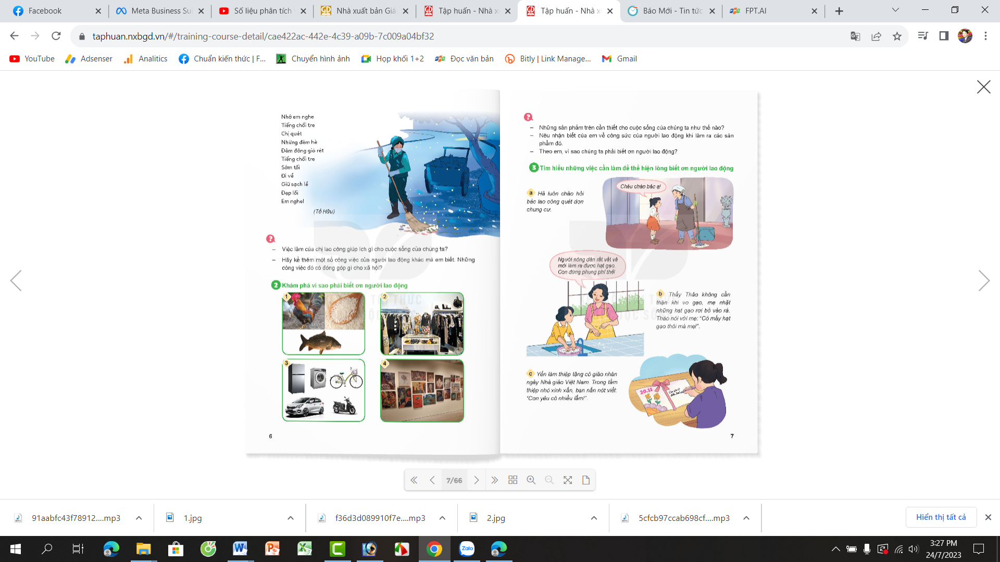 Facebook
Meta Business Sui
Số liệu phân tích
Nhà xuất bản Giá
Tập huấn - Nhà x
Tập huấn - Nhà x
Báo Mới - Tin tức
FPT.AI
taphuan.nxbgd.vn/#/training-course-detail/cae422ac-442e-4c39-a09b-7c009a04bf32
YouTube
Adsenser
Analitics
Chuẩn kiến thức | F...
Chuyển hình ảnh
Họp khối 1+2
Đọc văn bản
Bitly | Link Manage...
Gmail
Nhớ em nghe
Tiếng chổi tre
Chị quét
Những đêm hè
Đêm đông gió rét
Tiếng chổi tre
Sớm tối
Đi về
Giữ sạch lề
Đẹp lối
Em nghe!
(Tố Hữu)
?
– Việc làm của chị lao công giúp ích gì cho cuộc sống của chúng ta?
– Hãy kể thêm một số công việc của người lao động khác mà em biết. Những
công việc đó có đóng góp gì cho xã hội?
2 Khám phá vì sao phải biết ơn người lao động
1
2
3
4
6
?
– Những sản phẩm trên cần thiết cho cuộc sống của chúng ta như thế nào?
– Nêu nhận biết của em về công sức của người lao động khi làm ra các sản
phẩm đó.
– Theo em, vì sao chúng ta phải biết ơn người lao động?
3 Tìm hiểu những việc cần làm để thể hiện lòng biết ơn người lao động
Cháu chào bác ạ!
a Hà luôn chào hỏi
bác lao công quét dọn
chung cư.
Người nông dân rất vất vả
mới làm ra được hạt gạo.
Con đừng phung phí thế!
b Thấy Thảo không cẩn
thận khi vo gạo, mẹ nhặt
những hạt gạo rơi bỏ vào rá.
Thảo nói với mẹ: “Có mấy hạt
gạo thôi mà mẹ!”.
c Yến làm thiệp tặng cô giáo nhân
ngày Nhà giáo Việt Nam. Trong tấm
thiệp nhỏ xinh xắn, bạn nắn nót viết:
“Con yêu cô nhiều lắm!”.
20.11
7
7/66
91aabfc43f78912....mp3
1.jpg
f36d3d089910f7e....mp3
2.jpg
5cfcb97ccab698cf....mp3
Hiển thị tất cả
Zalo
3:27 PM
24/7/2023